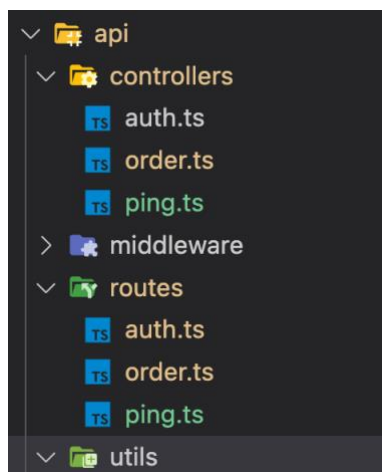 api
controllers
TS auth.ts
TS order.ts
TS ping.ts
middleware
routes
TS auth.ts
TS order.ts
TS ping.ts
utils